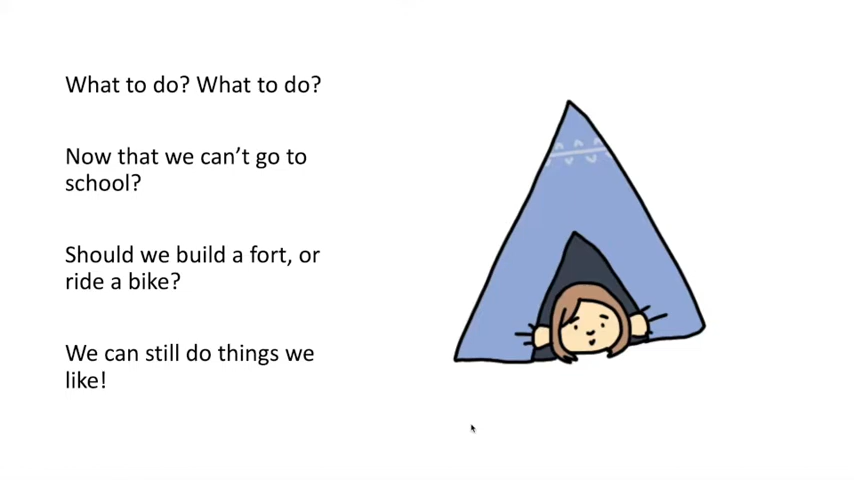 What to do? What to do?
Now that we can’t go to
school?
Should we build a fort, or
ride a bike?
We can still do things we
like!